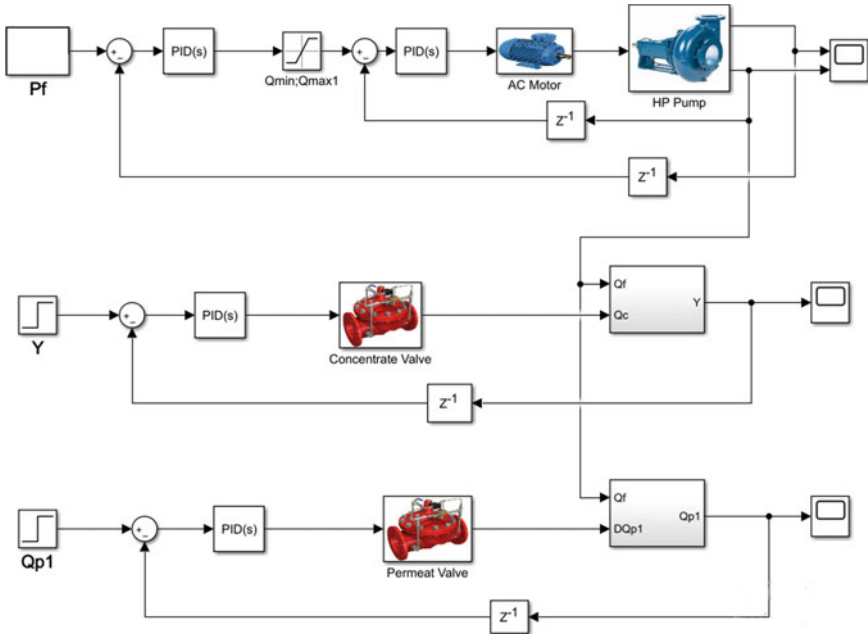 Pf
+
−
PID(s)
Qmin;Qmax1
+
−
PID(s)
AC Motor
HP Pump
Z-1
Z-1
Y
+
−
PID(s)
Concentrate Valve
Qf
Qc
Y
Z-1
Qp1
+
−
PID(s)
Permeat Valve
Qf
DQp1
Qp1
Z-1